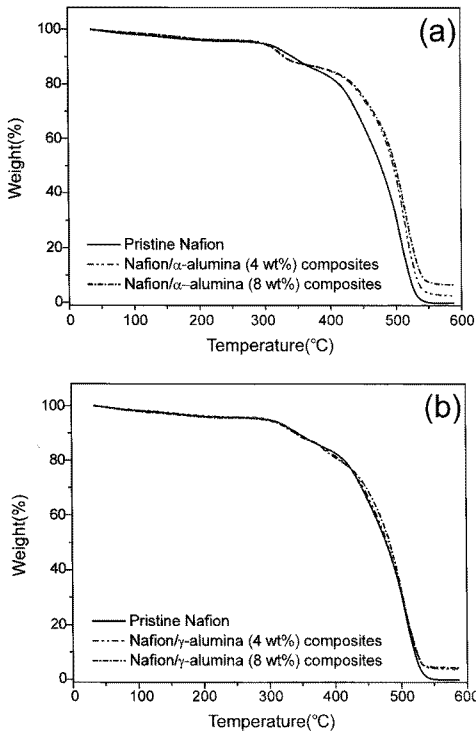 (a)
100
80
60
40
20
0
Weight(%)
Pristine Nafion
Nafion/α-alumina (4 wt%) composites
Nafion/α-alumina (8 wt%) composites
0 100 200 300 400 500 600
Temperature(°C)
(b)
100
80
60
40
20
0
Weight(%)
Pristine Nafion
Nafion/γ-alumina (4 wt%) composites
Nafion/γ-alumina (8 wt%) composites
0 100 200 300 400 500 600
Temperature(°C)